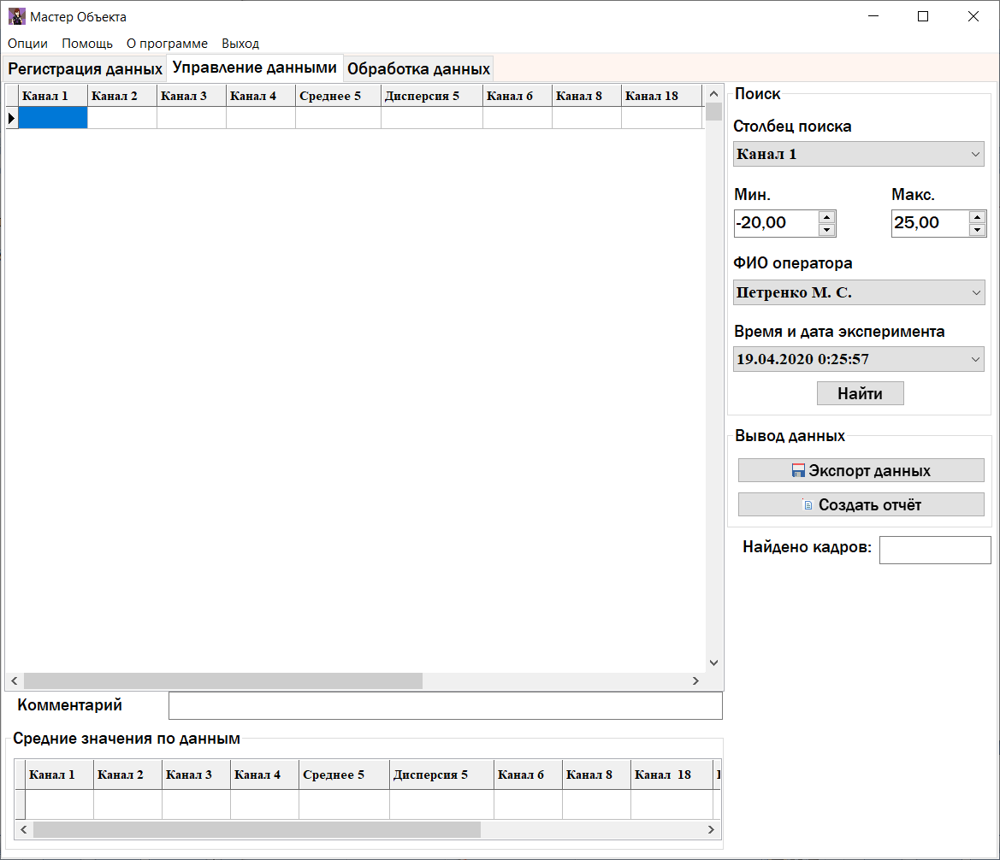 Мастер Объекта
Опции Помощь О программе Выход
Регистрация данных Управление данными Обработка данных
Канал 1 Канал 2 Канал 3 Канал 4 Среднее 5 Дисперсия 5 Канал 6 Канал 8 Канал 18
Поиск
Столбец поиска
Канал 1
Мин. Макс.
-20,00 25,00
ФИО оператора
Петренко М. С.
Время и дата эксперимента
19.04.2020 0:25:57
Найти
Вывод данных
Экспорт данных
Создать отчёт
Найдено кадров:
Комментарий
Средние значения по данным
Канал 1 Канал 2 Канал 3 Канал 4 Среднее 5 Дисперсия 5 Канал 6 Канал 8 Канал 18